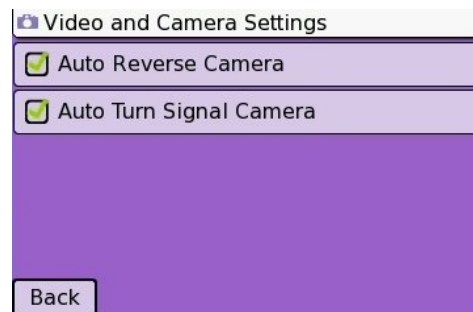 Video and Camera Settings
Auto Reverse Camera
Auto Turn Signal Camera
Back